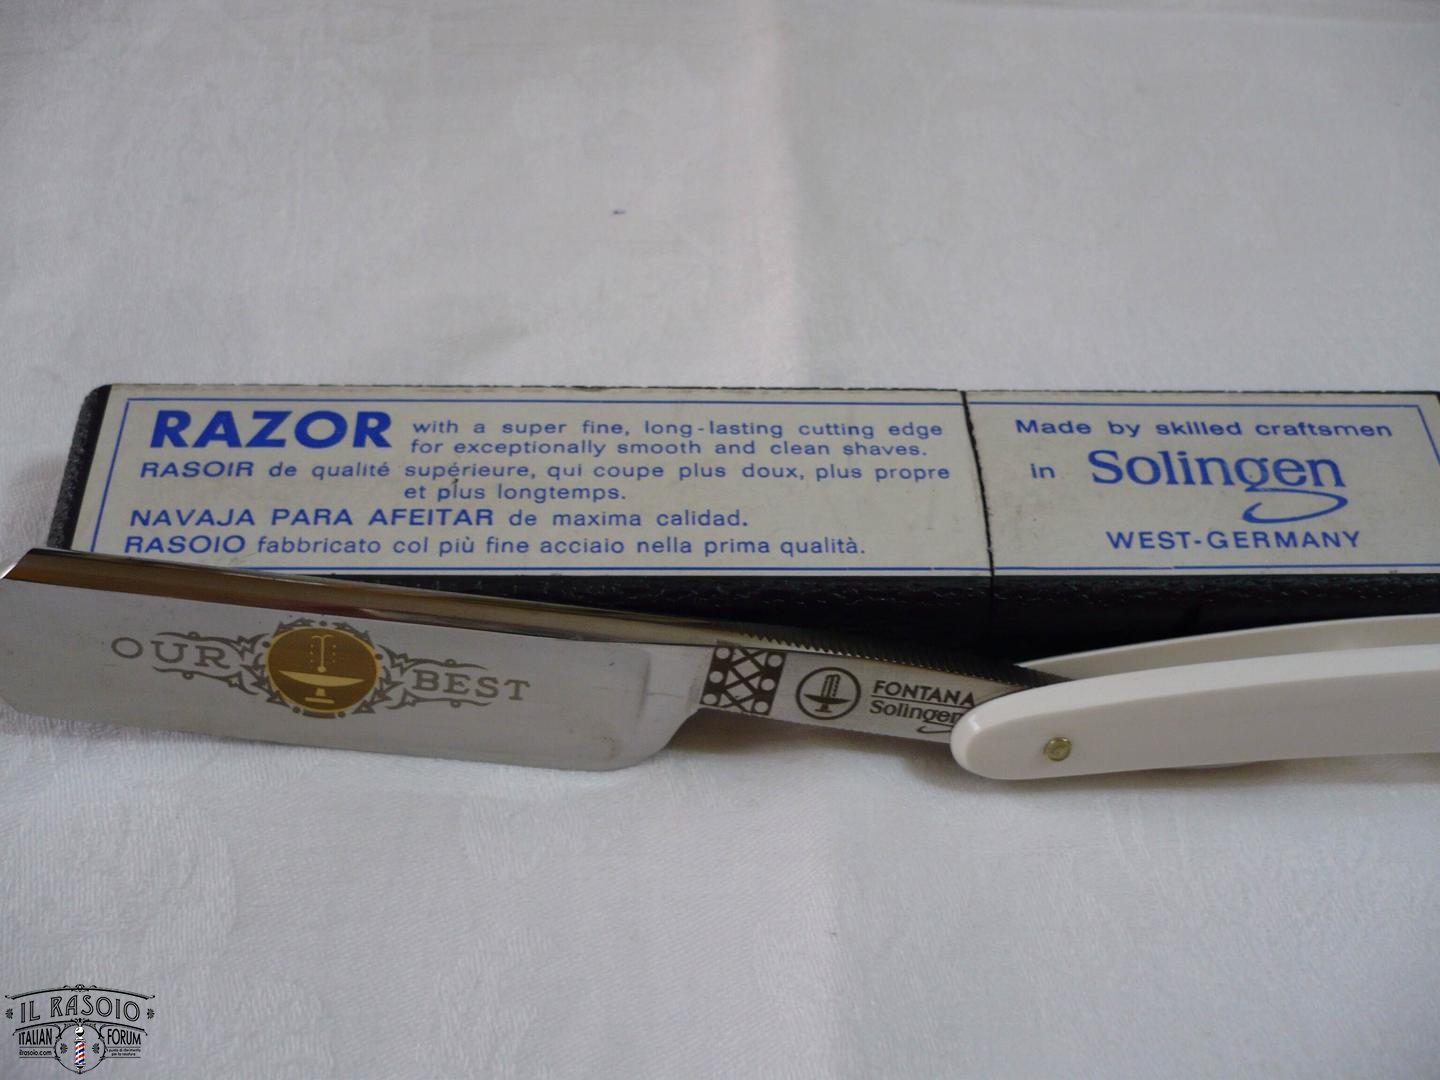 RAZOR with a super fine, long-lasting cutting edge
for exceptionally smooth and clean shaves.
RASOIR de qualité supérieure, qui coupe plus doux, plus propre
et plus longtemps.
NAVAJA PARA AFEITAR de maxima calidad.
RASOIO fabbricato col più fine acciaio nella prima qualità.
Made by skilled craftsmen
in Solingen
WEST-GERMANY
OUR BEST
FONTANA
Solingen
IL RASOIO
ITALIAN FORUM
ilrasoio.com